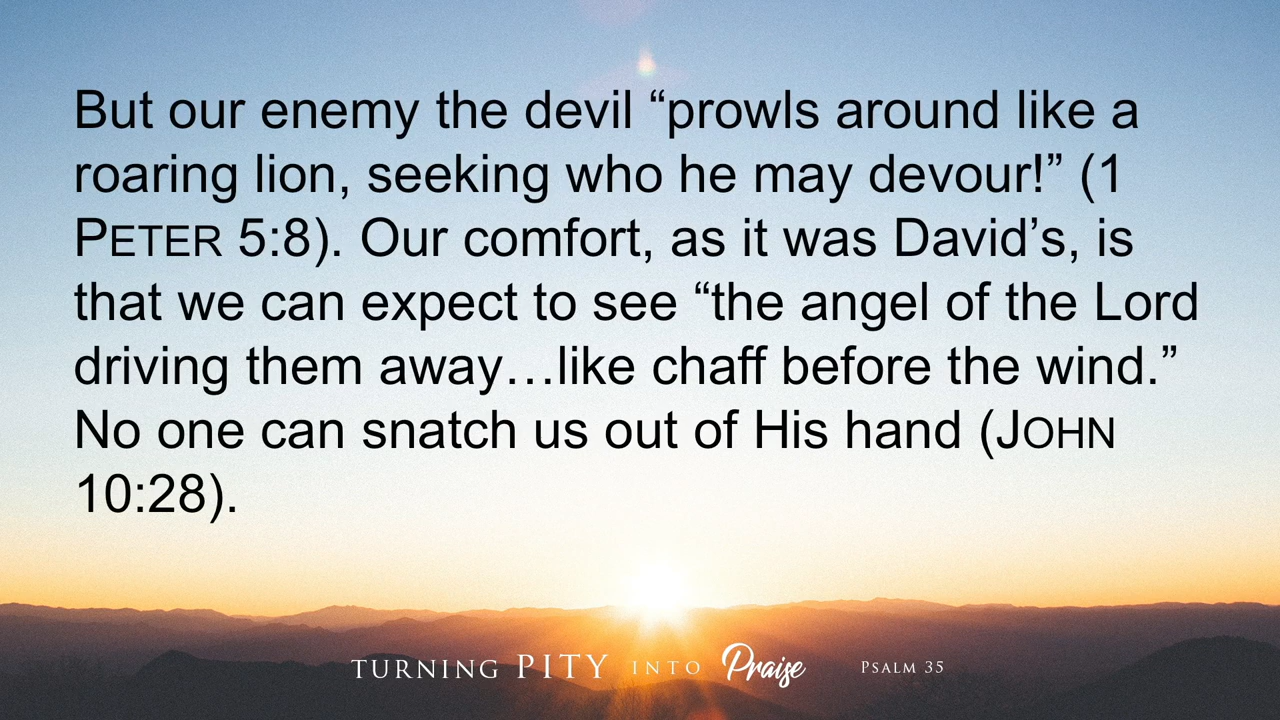 But our enemy the devil “prowls around like a
roaring lion, seeking who he may devour!” (1
PETER 5:8). Our comfort, as it was David’s, is
that we can expect to see “the angel of the Lord
driving them away…like chaff before the wind.”
No one can snatch us out of His hand (JOHN
10:28).
TURNING PITY INTO Praise PSALM 35